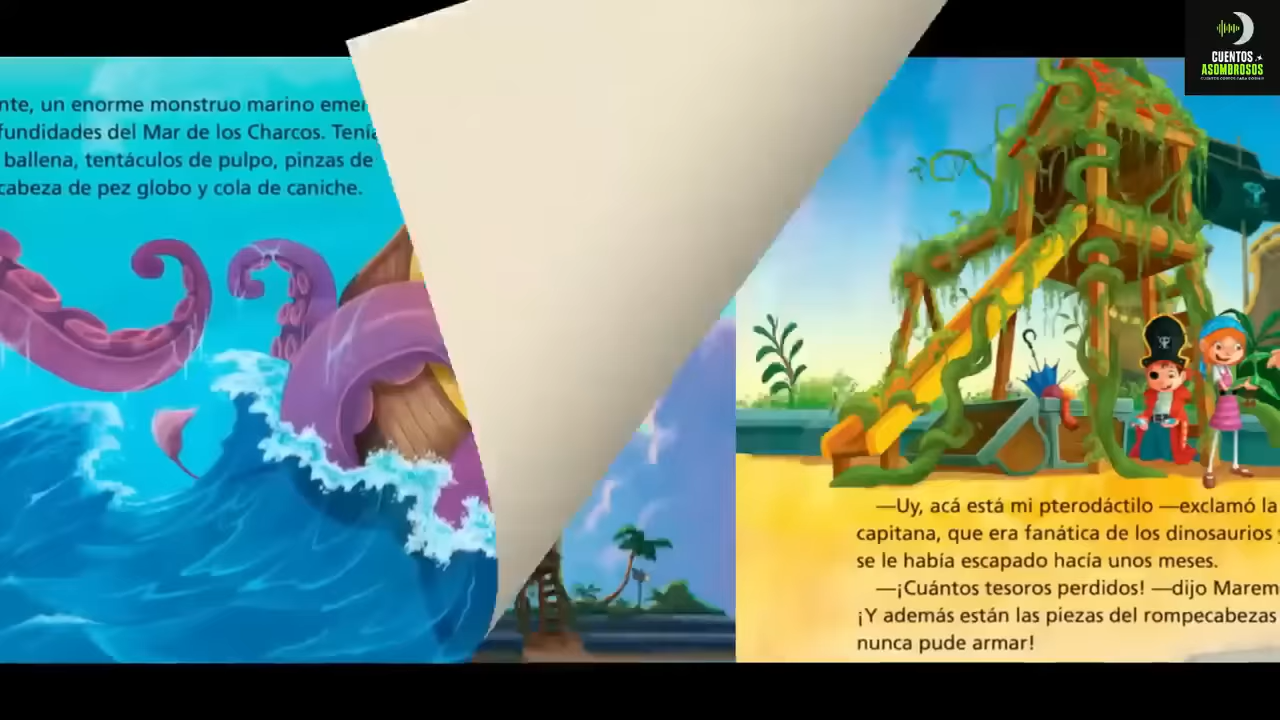 nte, un enorme monstruo marino emer
fundidades del Mar de los Charcos. Tenía
ballena, tentáculos de pulpo, pinzas de
cabeza de pez globo y cola de caniche.
CUENTOS
ASOMBROSOS
—Uy, acá está mi pterodáctilo —exclamó la
capitana, que era fanática de los dinosaurios
se le había escapado hacía unos meses.
—¡Cuántos tesoros perdidos! —dijo Marem
¡Y además están las piezas del rompecabezas
nunca pude armar!